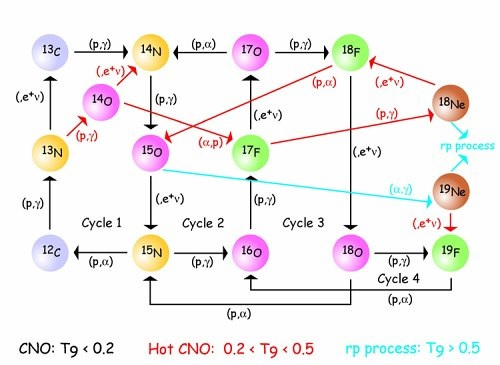 13C (p,γ) 14N (p,α) 17O (p,γ) 18F
(,e+ν) (p,α) (,e+ν)
(,e+ν) 14O (p,γ) (,e+ν) (p,γ) 18Ne
(p,γ) (α,p) rp process
13N 15O 17F (,e+ν)
(α,γ) 19Ne
(p,γ) (,e+ν) (p,γ) (,e+ν)
Cycle 1 Cycle 2 Cycle 3
12C (p,α) 15N (p,γ) 16O 18O (p,γ) 19F
Cycle 4
(p,α)
(p,α)
CNO: T9 < 0.2 Hot CNO: 0.2 < T9 < 0.5 rp process: T9 > 0.5